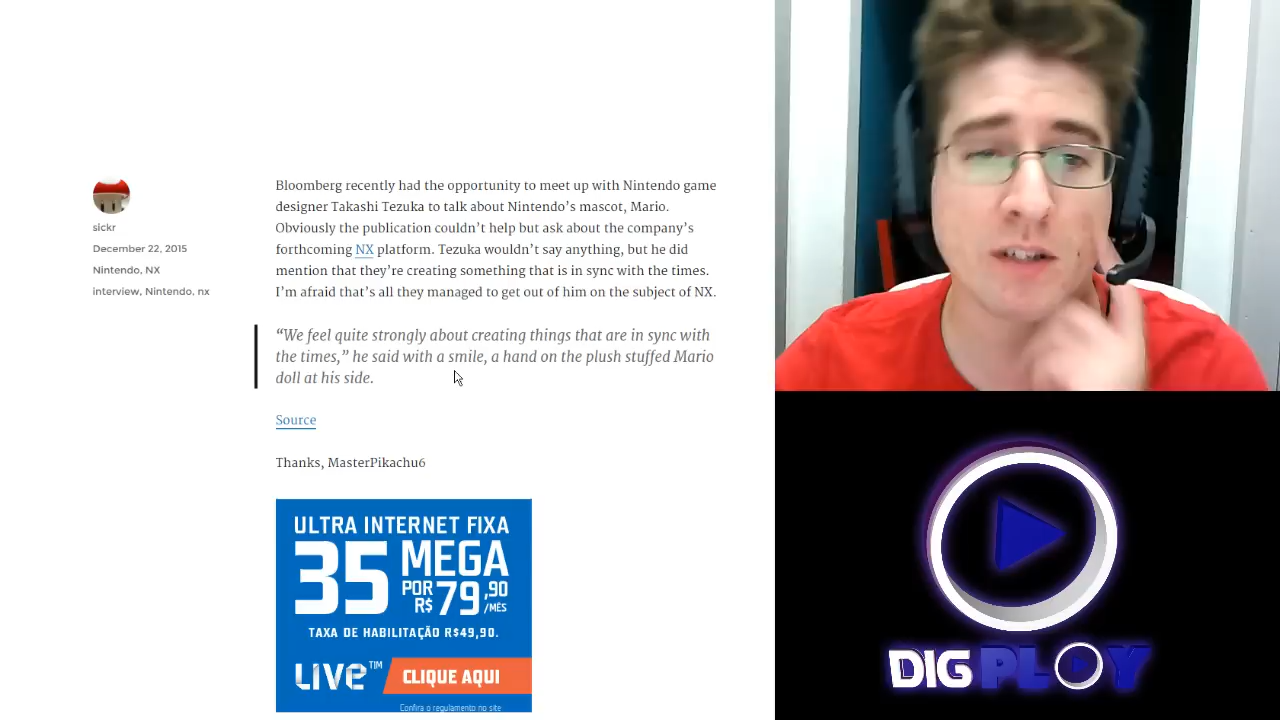 sickr
December 22, 2015
Nintendo, NX
interview, Nintendo, nx
Bloomberg recently had the opportunity to meet up with Nintendo game
designer Takashi Tezuka to talk about Nintendo’s mascot, Mario.
Obviously the publication couldn’t help but ask about the company’s
forthcoming NX platform. Tezuka wouldn’t say anything, but he did
mention that they’re creating something that is in sync with the times.
I’m afraid that’s all they managed to get out of him on the subject of NX.
“We feel quite strongly about creating things that are in sync with
the times,” he said with a smile, a hand on the plush stuffed Mario
doll at his side.
Source
Thanks, MasterPikachu6
ULTRA INTERNET FIXA
35 MEGA
POR
R$79,90
/MÊS
TAXA DE HABILITAÇÃO R$49,90.
LIVE TIM
CLIQUE AQUI
Confira o regulamento no site
DIG PLAY